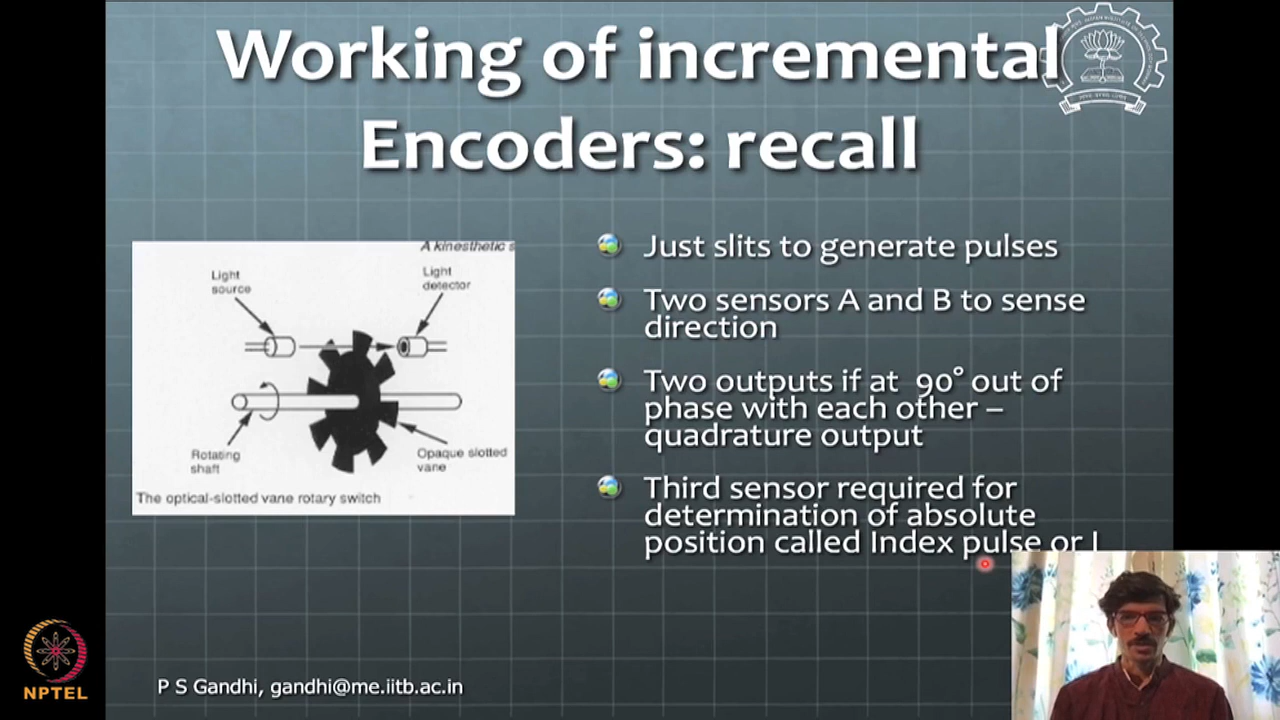 Working of incremental
Encoders: recall
A kinesthetic s
Light
source
Light
detector
Rotating
shaft
Opaque slotted
vane
The optical-slotted vane rotary switch
Just slits to generate pulses
Two sensors A and B to sense
direction
Two outputs if at 90° out of
phase with each other –
quadrature output
Third sensor required for
determination of absolute
position called Index pulse or I
P S Gandhi, gandhi@me.iitb.ac.in
NPTEL